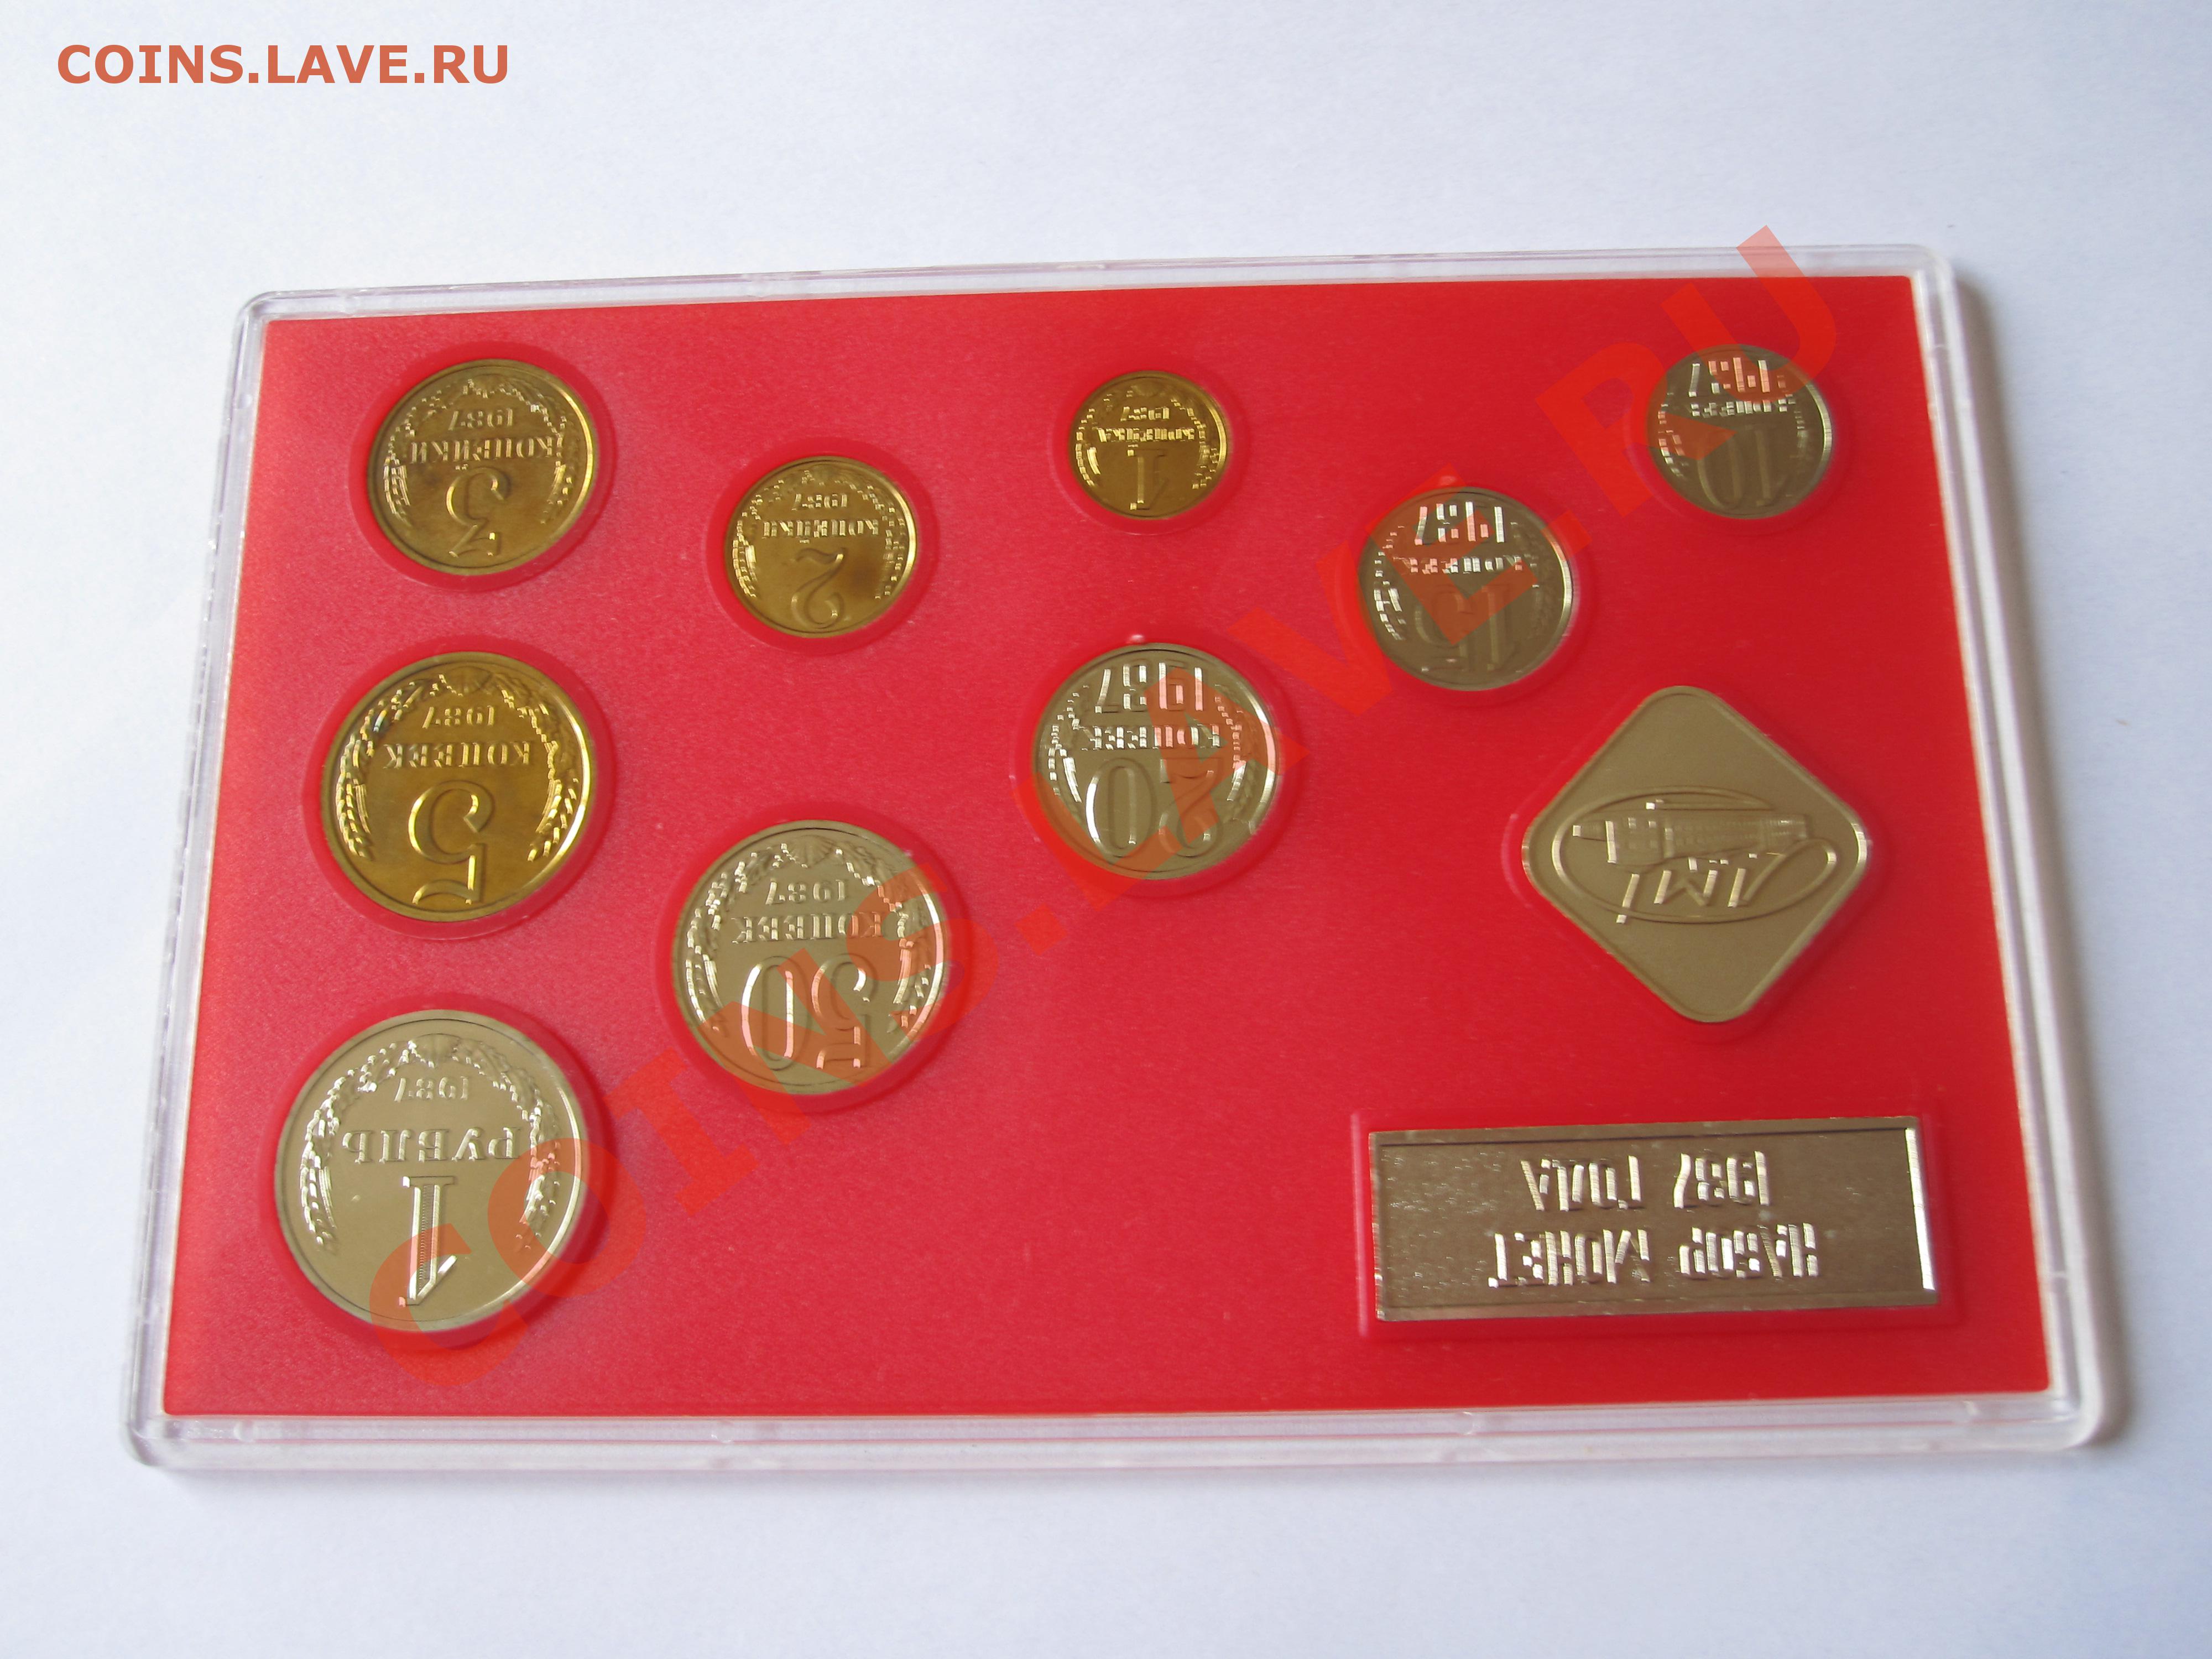 COINS.LAVE.RU
COINS.LAVE.RU
НАБОР МОНЕТ
1987 ГОДА
1
РУБЛЬ
1987
50
КОПЕЕК
1987
ЛМД
20
КОПЕЕК
1987
5
КОПЕЕК
1987
15
КОПЕЕК
1987
2
КОПЕЙКИ
1987
10
КОПЕЕК
1987
1
КОПЕЙКА
1987
3
КОПЕЙКИ
1987